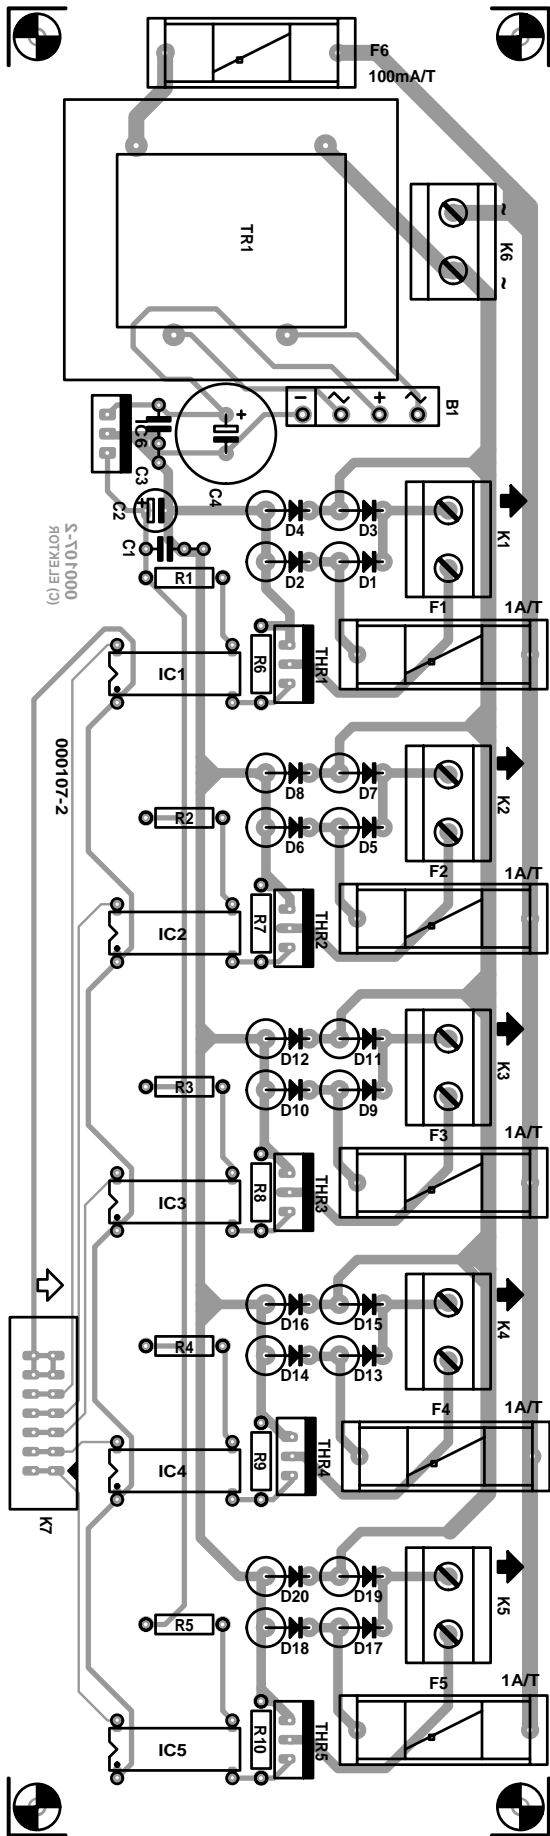 F6
100mA/T
~
K6
~
TR1
B1
- ~ + ~
+
C4
IC6
C3
+
C2
C1
(C) ELEKTOR
000107-2
R1
D4
D3
D2
D1
K1
F1
1A/T
IC1
R6
THR1
000107-2
D8
D7
D6
D5
K2
R2
F2
1A/T
IC2
R7
THR2
D12
D11
D10
D9
K3
R3
F3
1A/T
IC3
R8
THR3
D16
D15
D14
D13
K4
R4
F4
1A/T
IC4
R9
THR4
K7
D20
D19
D18
D17
K5
R5
F5
1A/T
IC5
R10
THR5